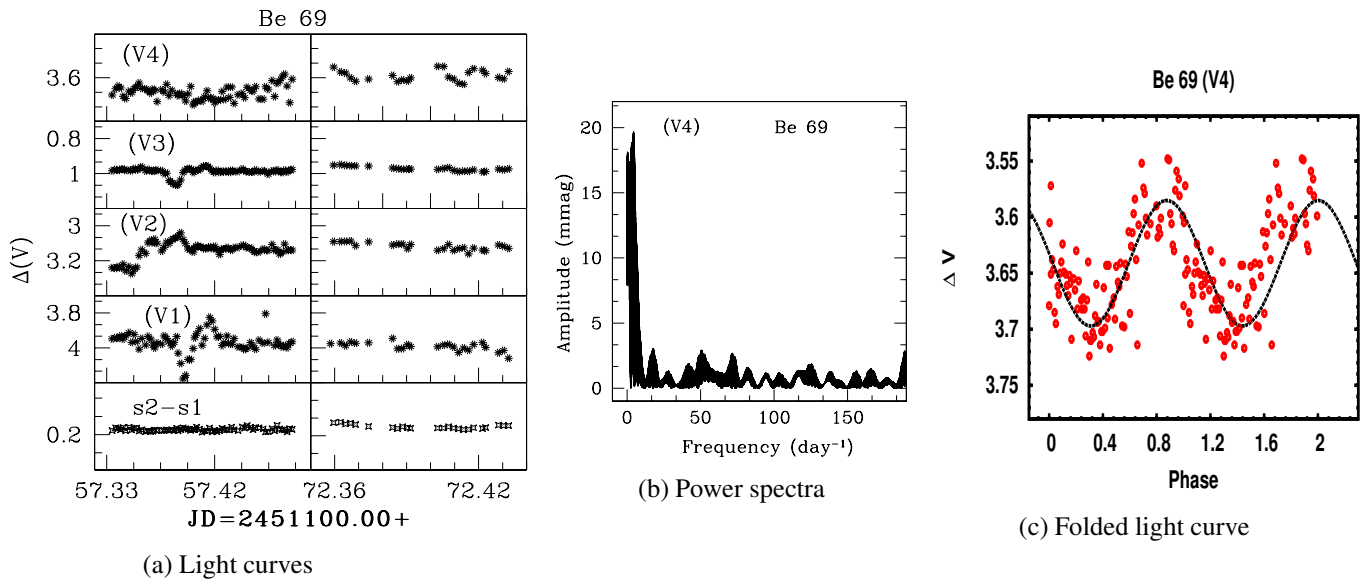 Be 69
(V4)
3.6
(V3)
0.8
1
(V2)
3
3.2
(V1)
3.8
4
s2-s1
0.2
Δ(V)
57.33 57.42 72.36 72.42
JD=2451100.00+
(a) Light curves
(V4) Be 69
20
15
10
5
0
Amplitude (mmag)
0 50 100 150
Frequency (day⁻¹)
(b) Power spectra
Be 69 (V4)
3.55
3.6
3.65
3.7
3.75
Δ V
0 0.4 0.8 1.2 1.6 2
Phase
(c) Folded light curve